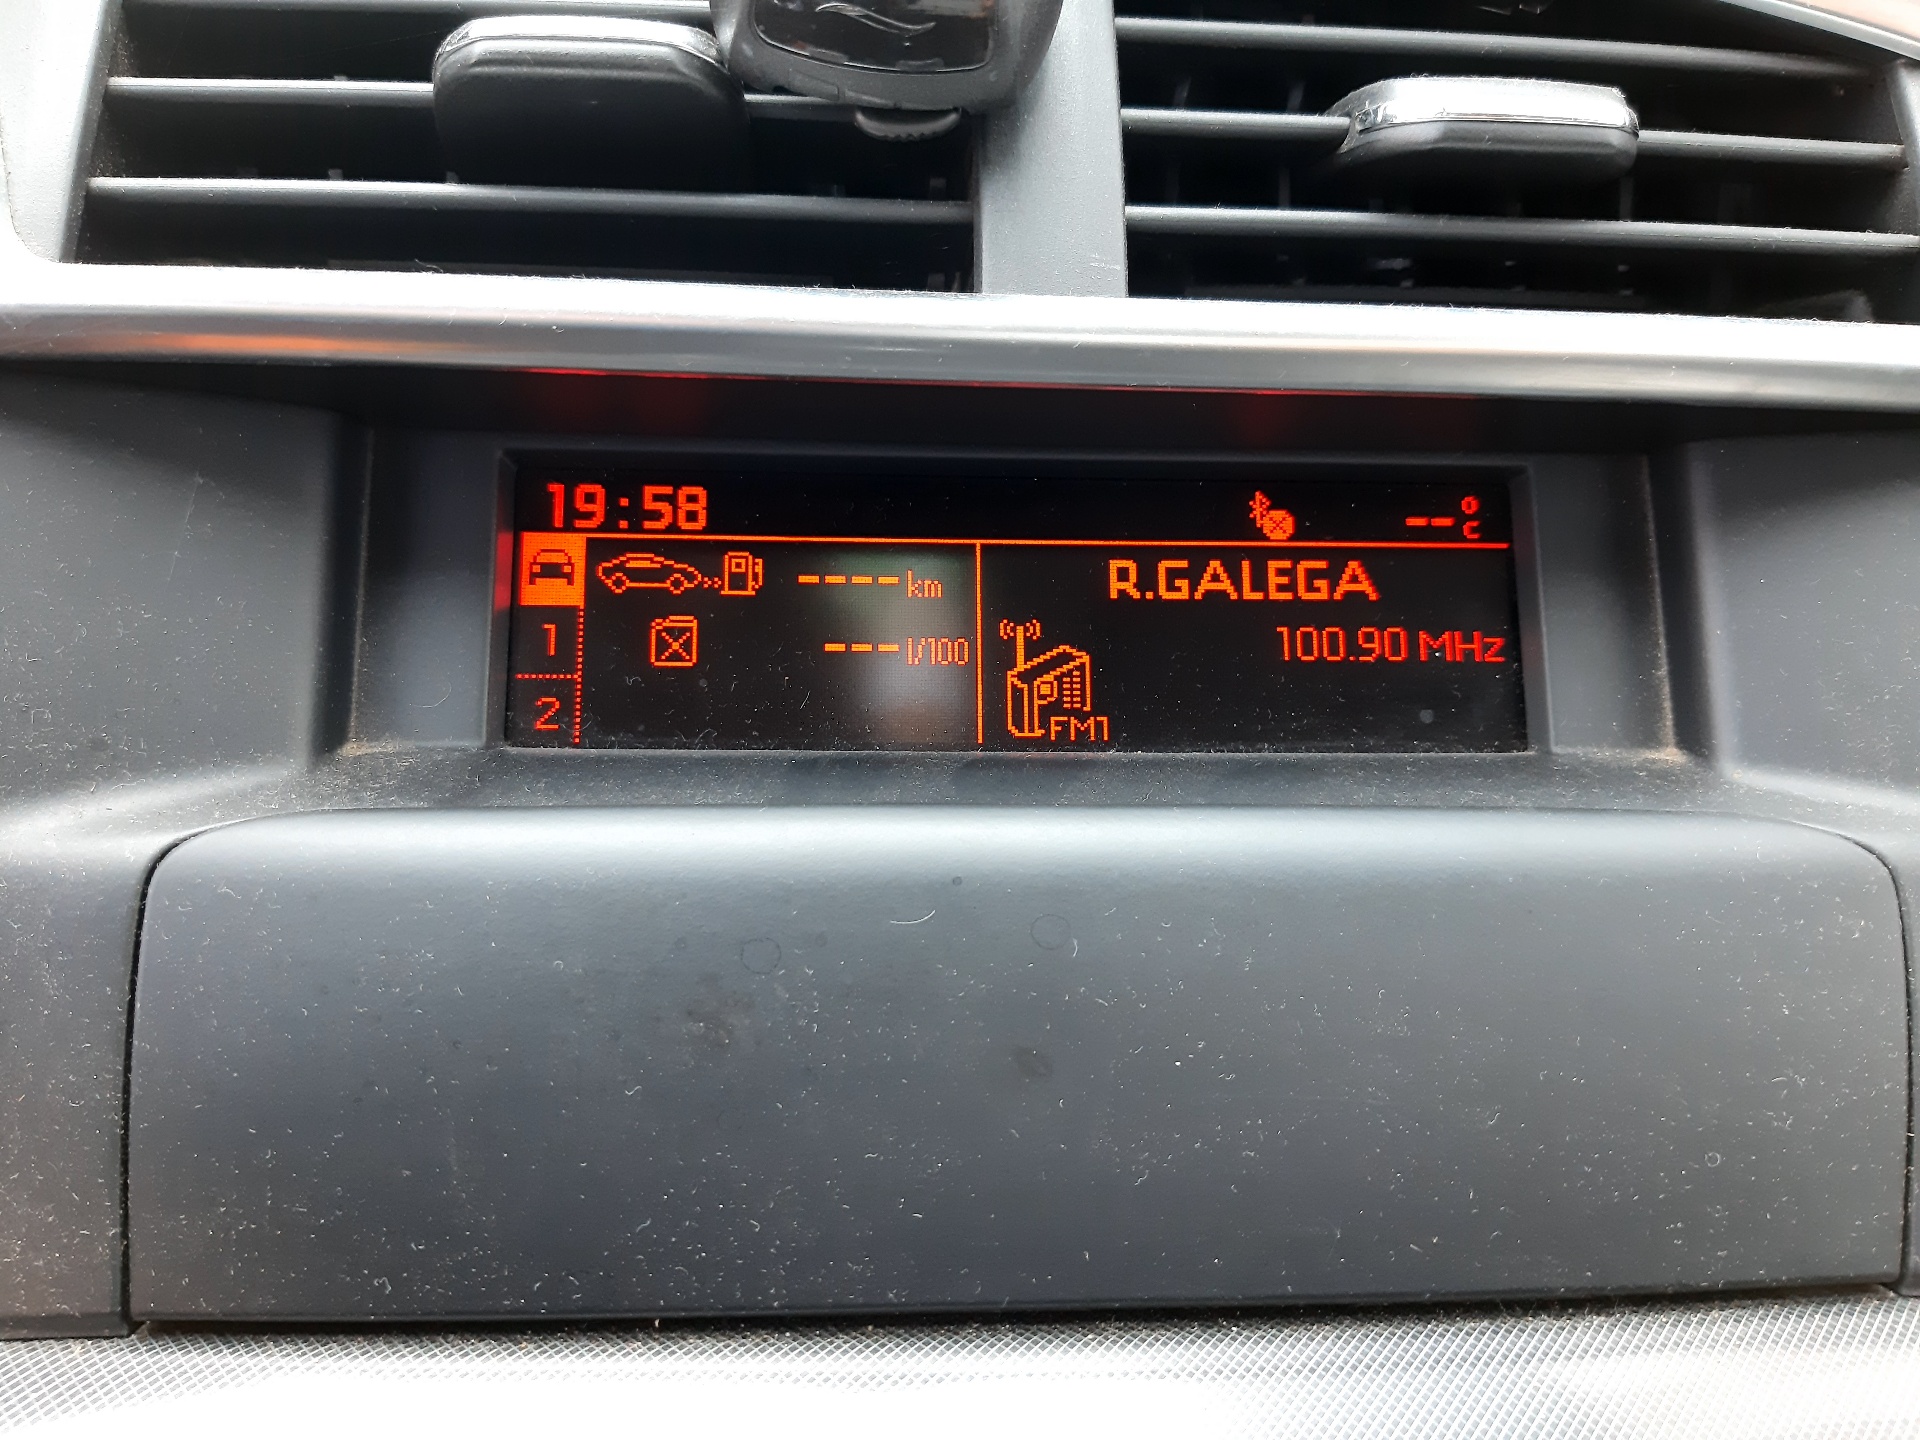 19:58
--°C
---- km
1
---l/100
2
R.GALEGA
100.90 MHz
FM1